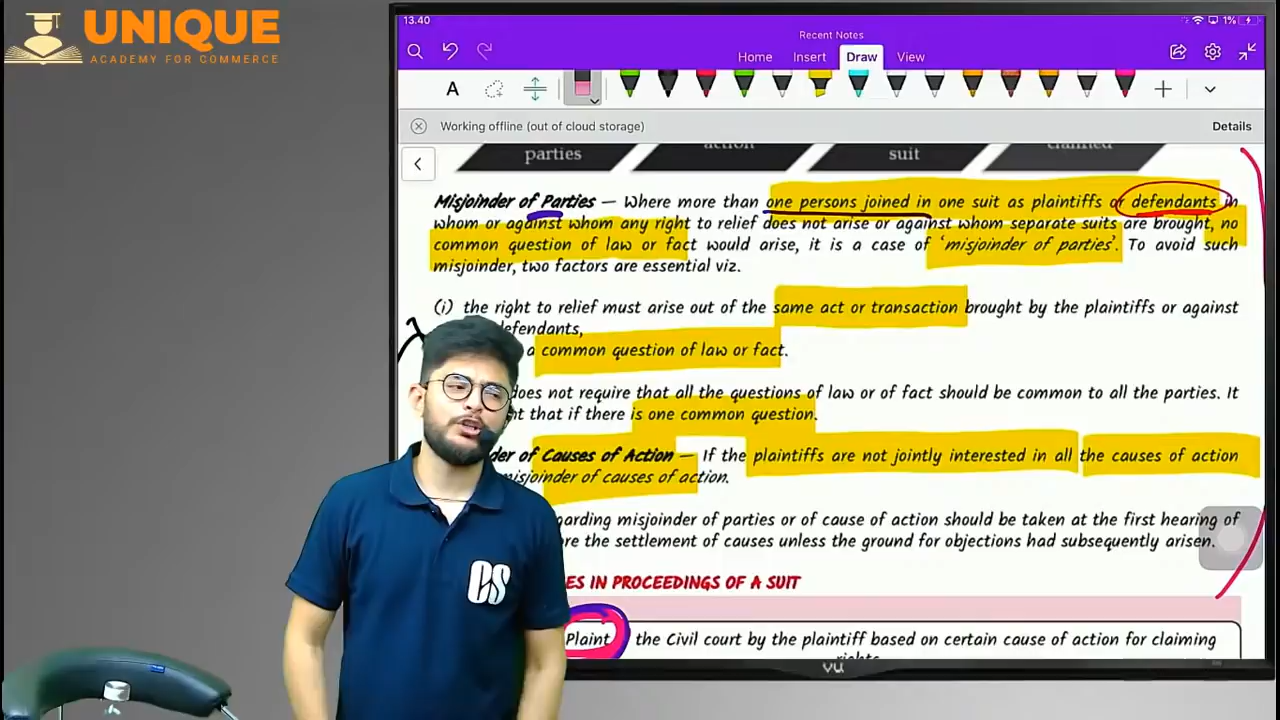 UNIQUE
ACADEMY FOR COMMERCE
13.40
1%
Recent Notes
Home Insert Draw View
A
Working offline (out of cloud storage) Details
parties action suit claimed
Misjoinder of Parties — Where more than one persons joined in one suit as plaintiffs or defendants in
whom or against whom any right to relief does not arise or against whom separate suits are brought, no
common question of law or fact would arise, it is a case of ‘misjoinder of parties’. To avoid such
misjoinder, two factors are essential viz.
(i) the right to relief must arise out of the same act or transaction brought by the plaintiffs or against
defendants,
a common question of law or fact.
does not require that all the questions of law or of fact should be common to all the parties. It
that if there is one common question.
of Causes of Action — If the plaintiffs are not jointly interested in all the causes of action
misjoinder of causes of action.
garding misjoinder of parties or of cause of action should be taken at the first hearing of
the settlement of causes unless the ground for objections had subsequently arisen.
ES IN PROCEEDINGS OF A SUIT
Plaint the Civil court by the plaintiff based on certain cause of action for claiming
rights
CS
vu